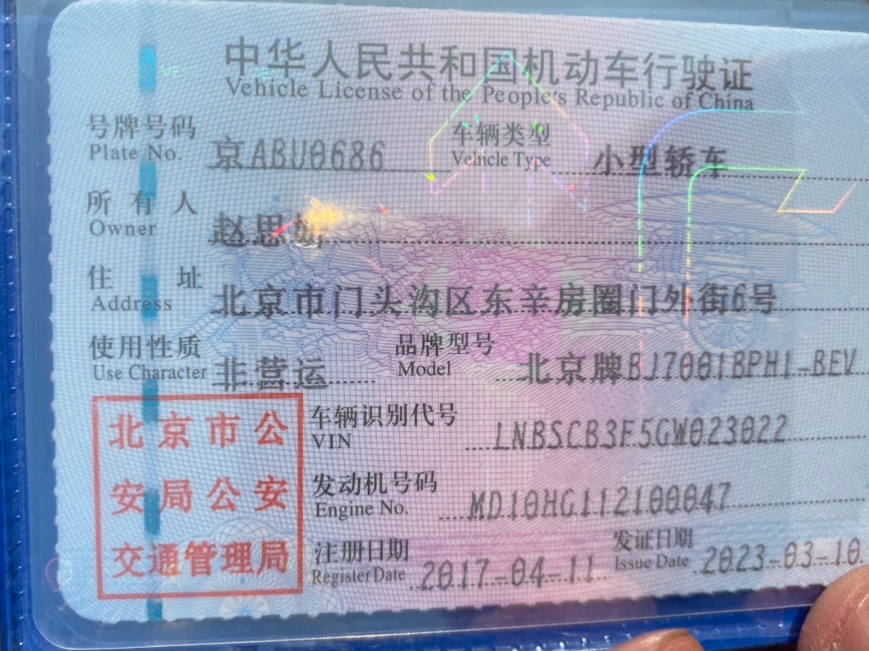 中华人民共和国机动车行驶证
Vehicle License of the People's Republic of China
号牌号码 京ABU0686 车辆类型 小型轿车
Plate No. Vehicle Type
所有人 赵思
Owner
住址 北京市门头沟区东辛房圈门外街6号
Address
使用性质 非营运 品牌型号 北京牌BJ7001BPH1-BEV
Use Character Model
北京市公
安局公安
交通管理局
车辆识别代号 LNBSCB3F5GW023022
VIN
发动机号码 MD10HG112100047
Engine No.
注册日期 2017-04-11 发证日期 2023-03-10
Register Date Issue Date